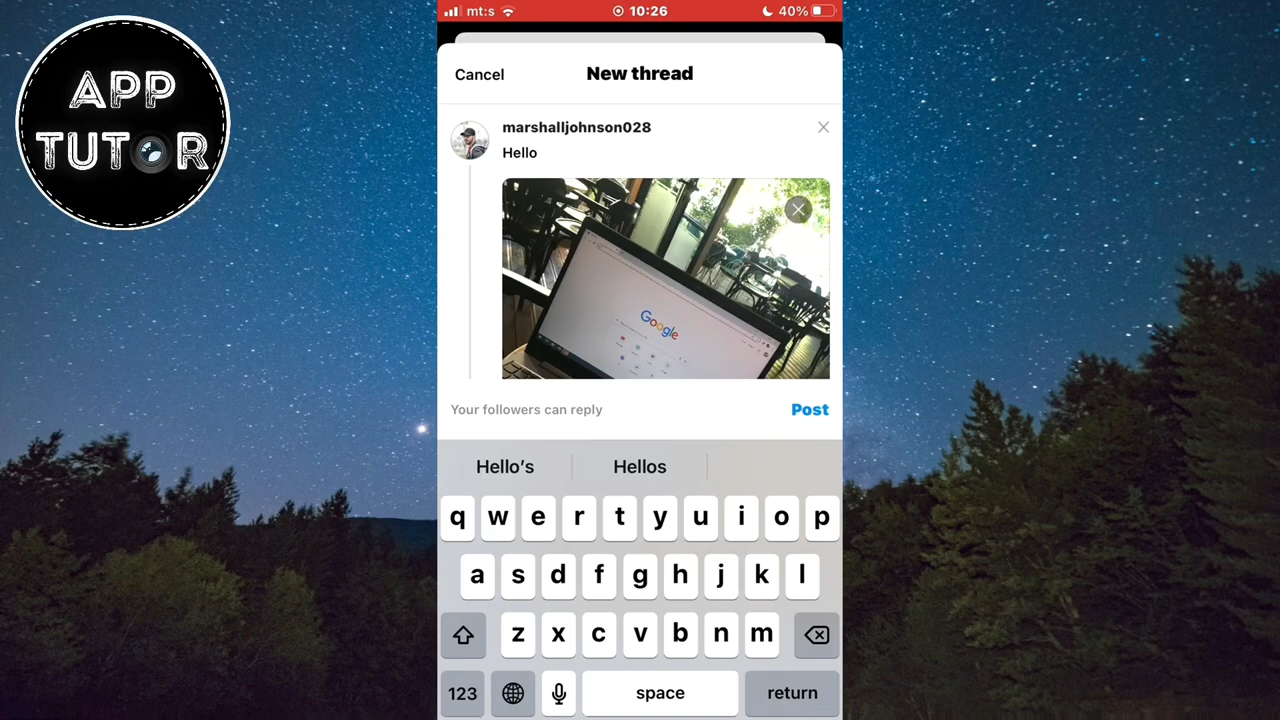 APP
TUTOR
mt:s 10:26 40%
Cancel New thread
marshalljohnson028
Hello
Google
Your followers can reply Post
Hello's Hellos
q w e r t y u i o p
a s d f g h j k l
z x c v b n m
123 space return